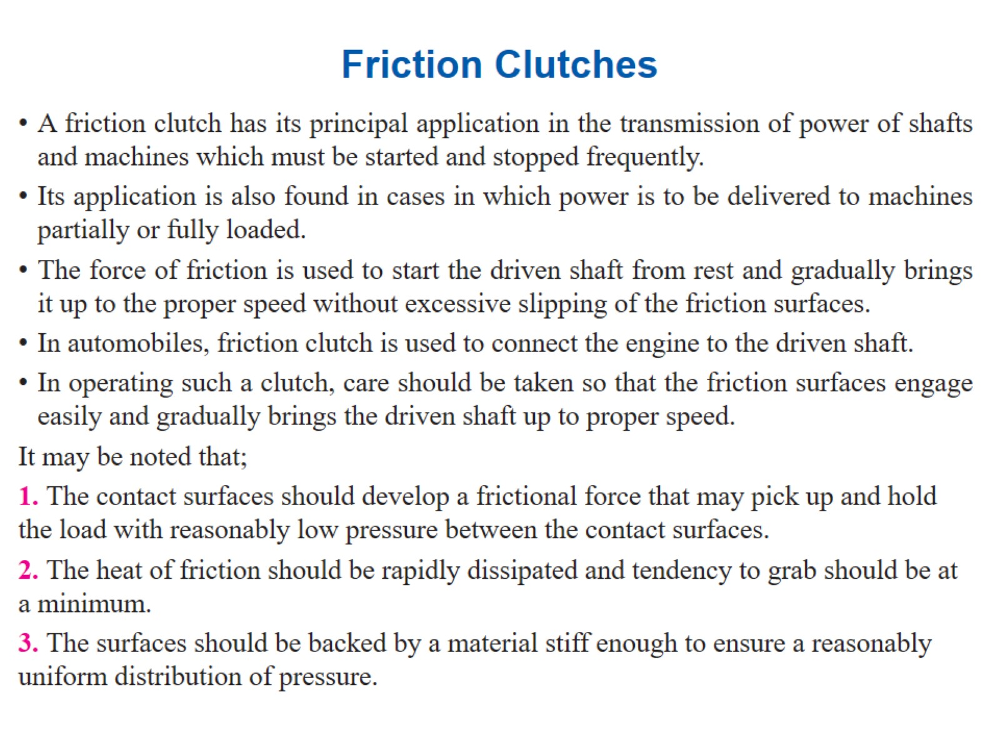 Friction Clutches
• A friction clutch has its principal application in the transmission of power of shafts
and machines which must be started and stopped frequently.
• Its application is also found in cases in which power is to be delivered to machines
partially or fully loaded.
• The force of friction is used to start the driven shaft from rest and gradually brings
it up to the proper speed without excessive slipping of the friction surfaces.
• In automobiles, friction clutch is used to connect the engine to the driven shaft.
• In operating such a clutch, care should be taken so that the friction surfaces engage
easily and gradually brings the driven shaft up to proper speed.
It may be noted that;
1. The contact surfaces should develop a frictional force that may pick up and hold
the load with reasonably low pressure between the contact surfaces.
2. The heat of friction should be rapidly dissipated and tendency to grab should be at
a minimum.
3. The surfaces should be backed by a material stiff enough to ensure a reasonably
uniform distribution of pressure.